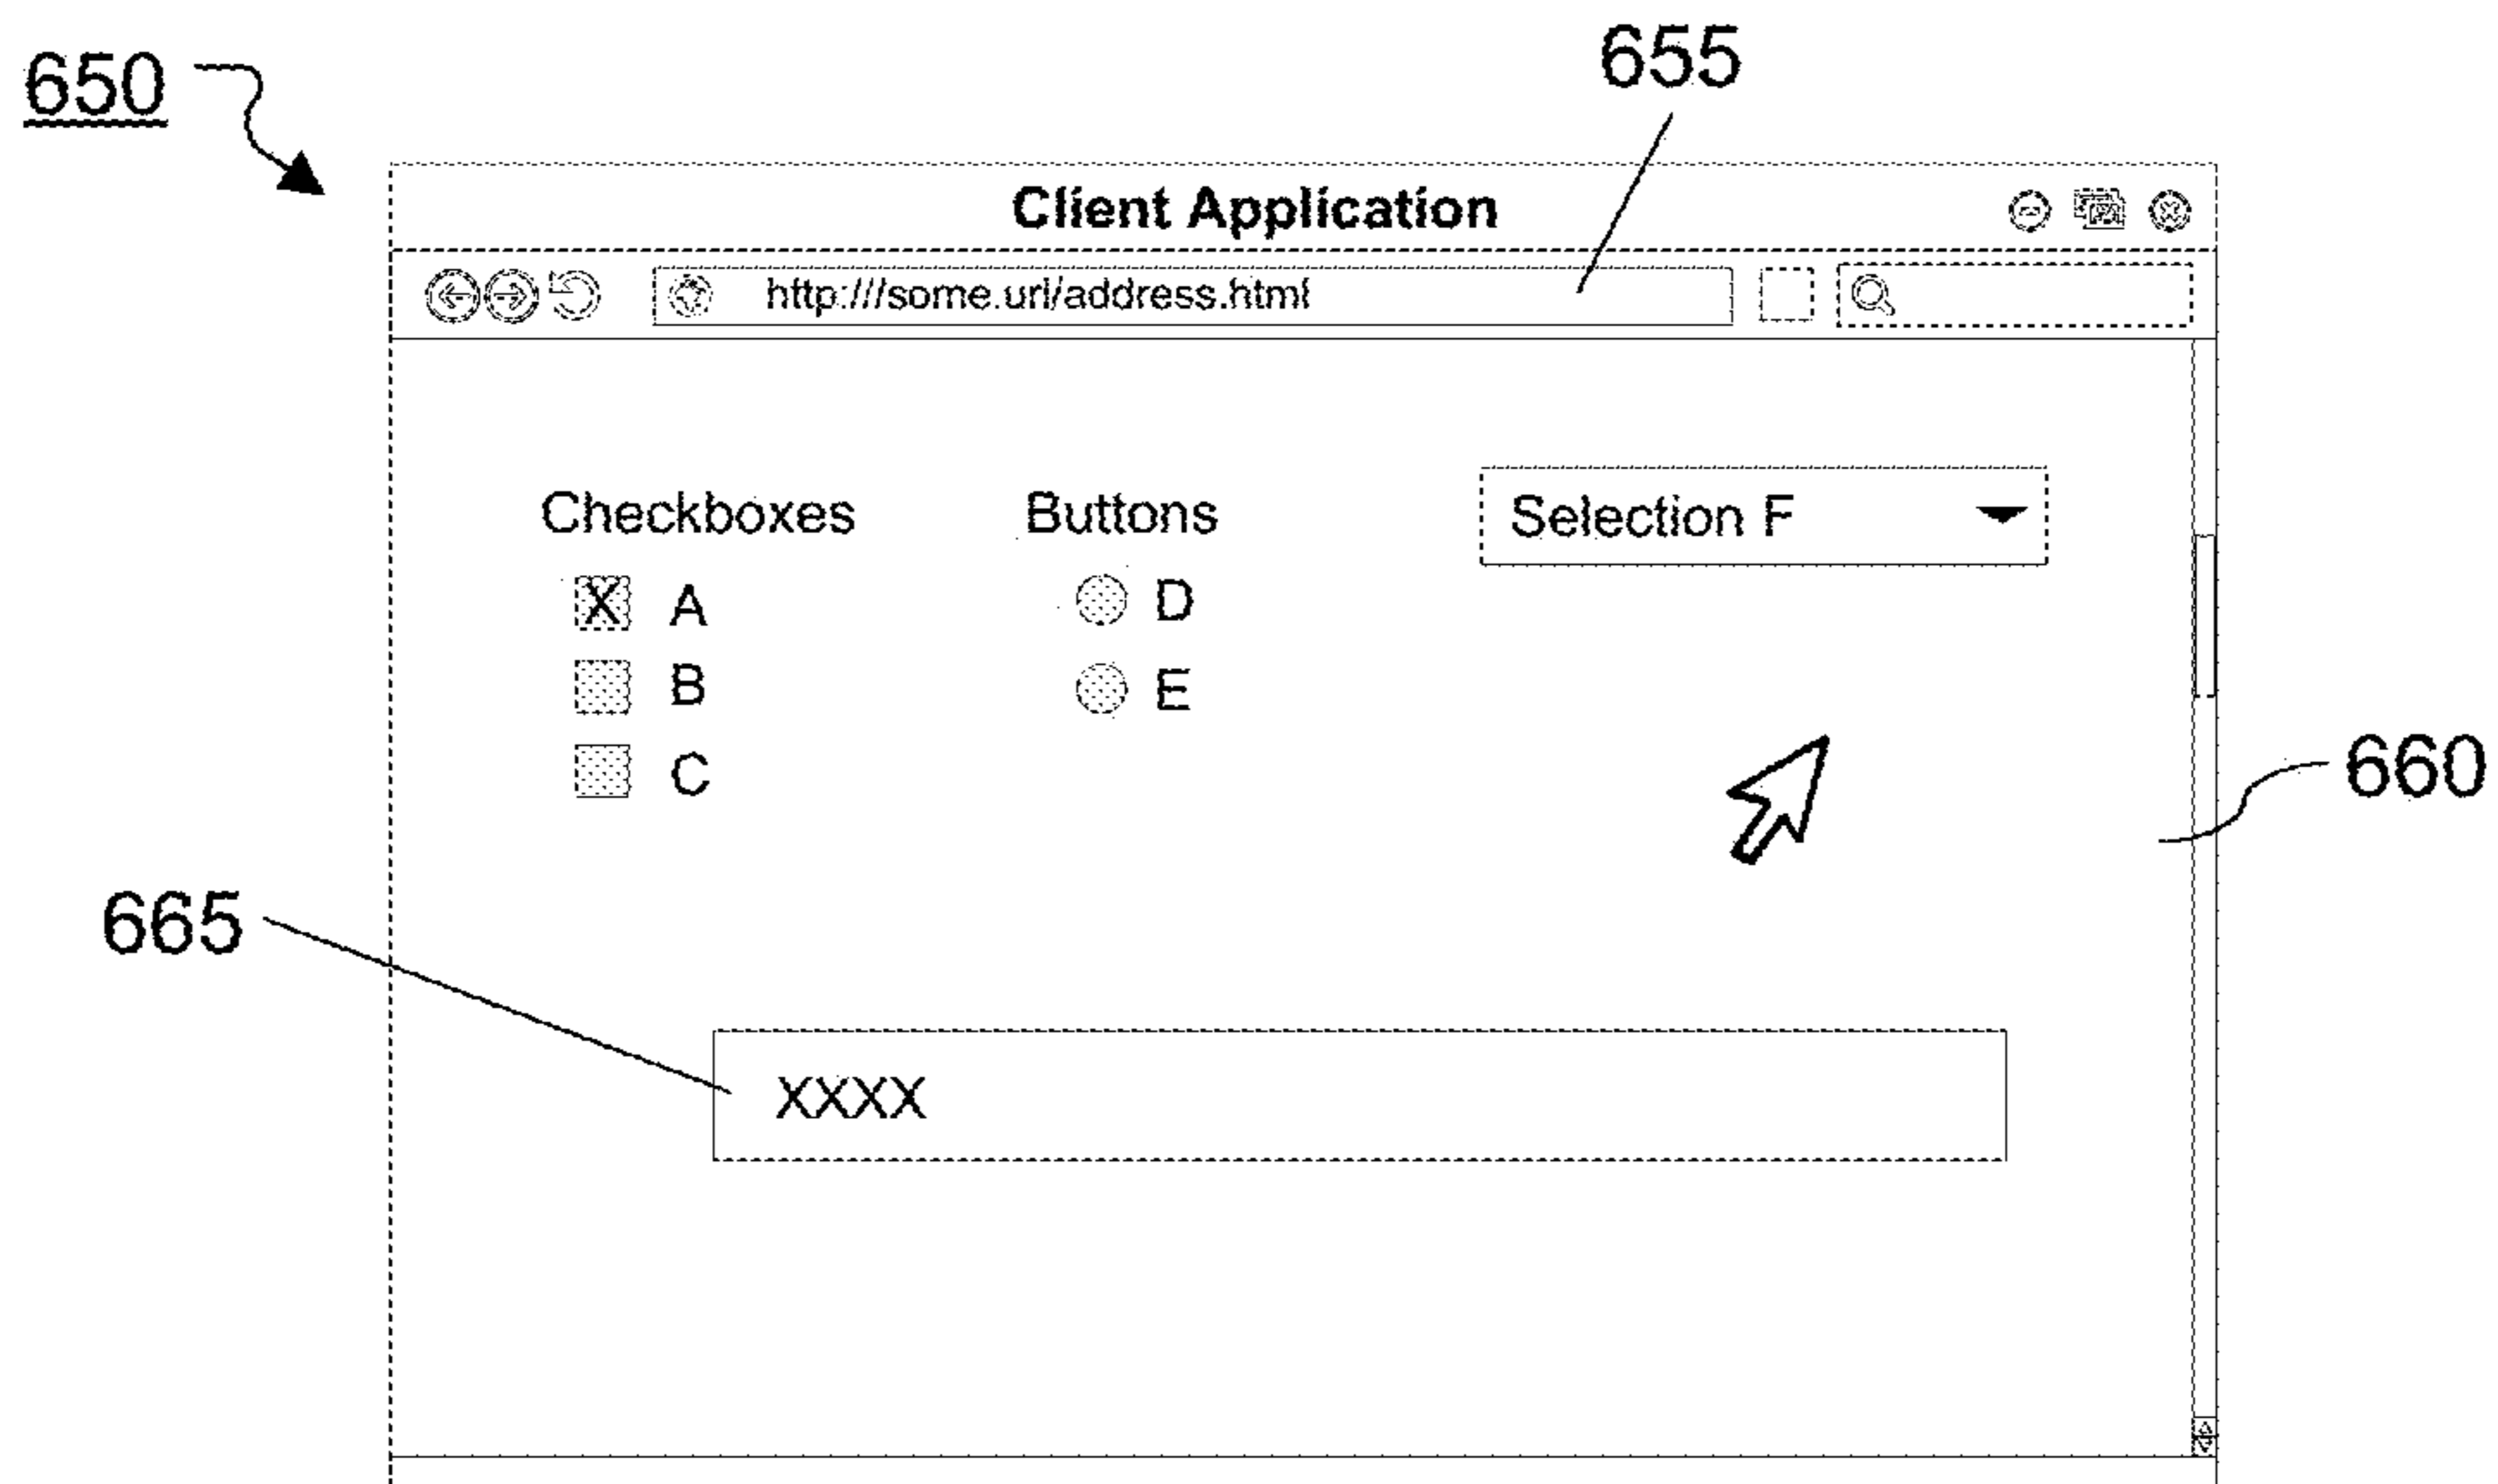 650
655
Client Application
http:///some.url/address.html
Checkboxes
Buttons
Selection F
X A
D
B
E
C
660
665
XXXX